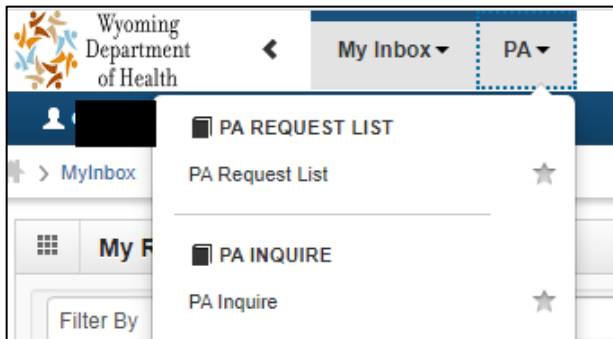 Wyoming
Department
of Health
My Inbox
PA
PA REQUEST LIST
MyInbox
PA Request List
My R
PA INQUIRE
PA Inquire
Filter By